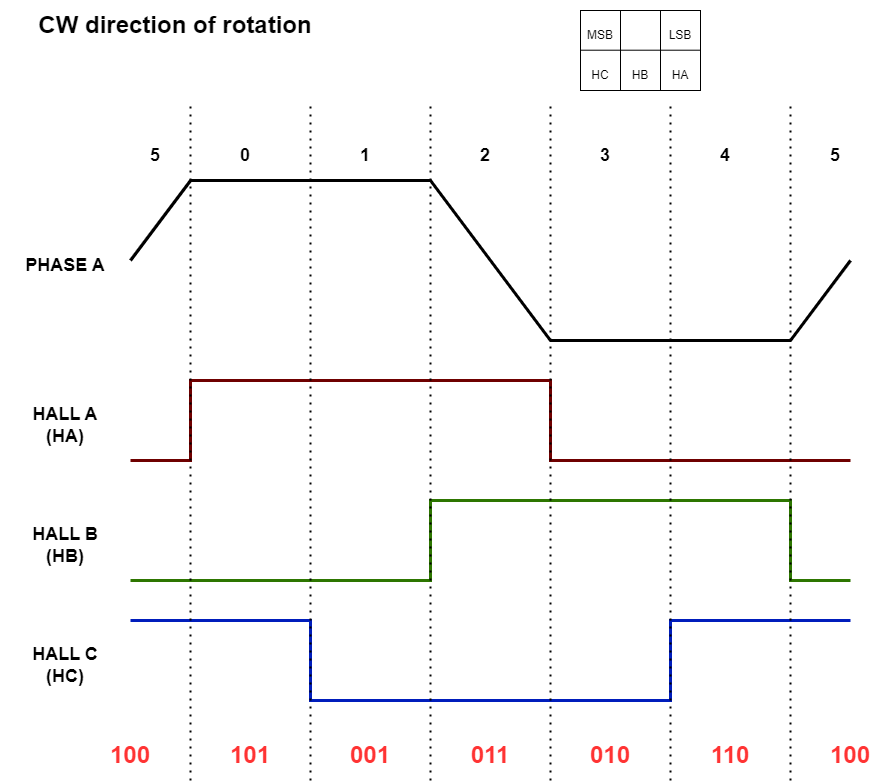 CW direction of rotation
MSB LSB
HC HB HA
5 0 1 2 3 4 5
PHASE A
HALL A
(HA)
HALL B
(HB)
HALL C
(HC)
100 101 001 011 010 110 100